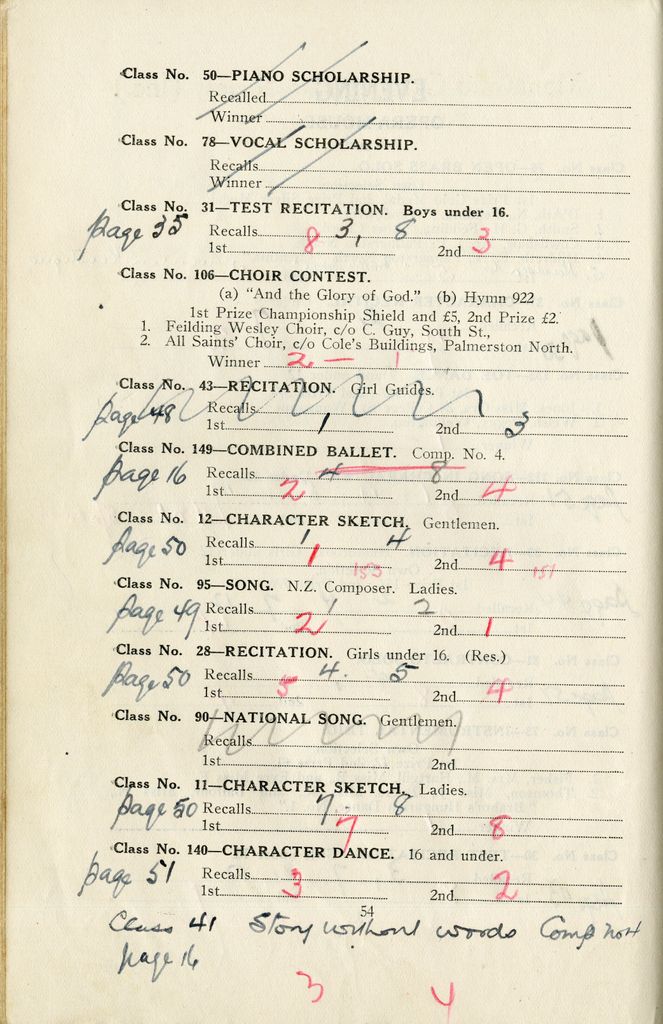 Class No. 50—PIANO SCHOLARSHIP.
Recalled
Winner
Class No. 78—VOCAL SCHOLARSHIP.
Recalls
Winner
Class No. 31—TEST RECITATION. Boys under 16.
page 35 Recalls 3, 8
1st 8 2nd 3
Class No. 106—CHOIR CONTEST.
(a) "And the Glory of God." (b) Hymn 922
1st Prize Championship Shield and £5, 2nd Prize £2.
1. Feilding Wesley Choir, c/o C. Guy, South St.,
2. All Saints' Choir, c/o Cole's Buildings, Palmerston North.
Winner 2 — 1
Class No. 43—RECITATION. Girl Guides.
page 48 Recalls
1st 1 2nd 3
Class No. 149—COMBINED BALLET. Comp. No. 4.
page 16 Recalls 4 8
1st 2 2nd 4
Class No. 12—CHARACTER SKETCH. Gentlemen.
page 50 Recalls 1 4
1st 1 2nd 4
153 151
Class No. 95—SONG. N.Z. Composer. Ladies.
page 49 Recalls 1 2
1st 2 2nd 1
Class No. 28—RECITATION. Girls under 16. (Res.)
page 50 Recalls 4. 5
1st 5 2nd 4
Class No. 90—NATIONAL SONG. Gentlemen.
Recalls
1st 2nd
Class No. 11—CHARACTER SKETCH. Ladies.
page 50 Recalls 7 - 8
1st 7 2nd 8
Class No. 140—CHARACTER DANCE. 16 and under.
page 51 Recalls
1st 3 2nd 2
54
Class 41 Story without words Comp no 4
page 16
3 4